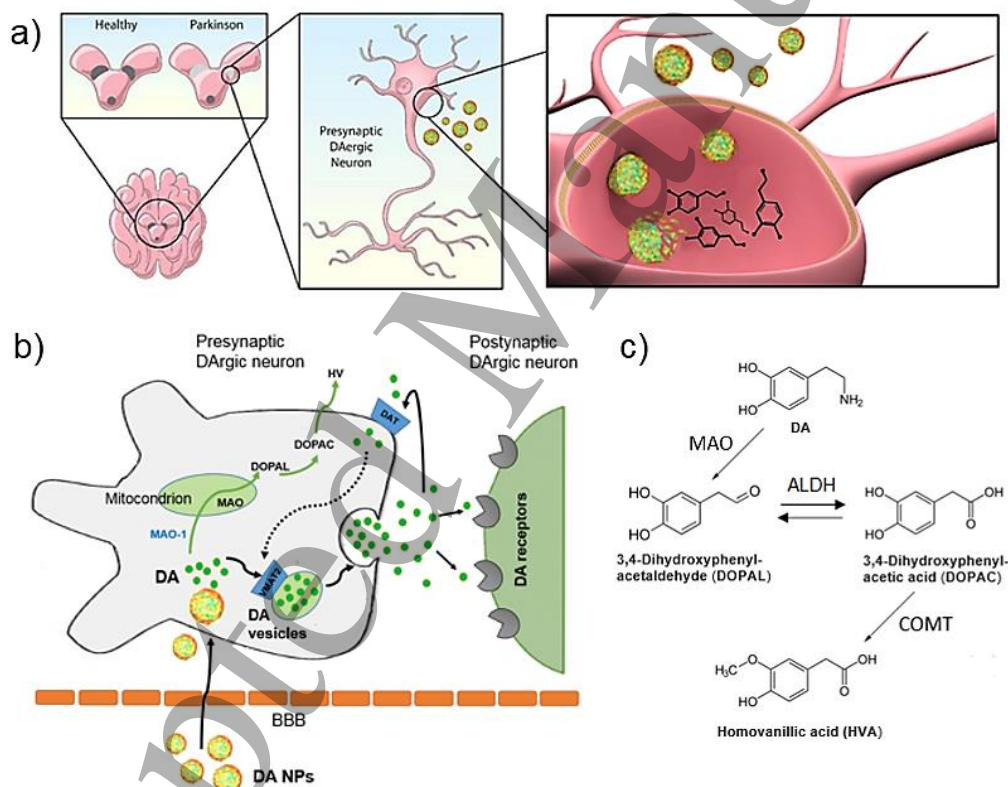 a)
Healthy
Parkinson
Presynaptic
DAergic
Neuron
b)
Presynaptic
DArgic neuron
Postynaptic
DArgic neuron
HV
DAT
DOPAC
DOPAL
Mitocondrion
MAO
MAO-1
DA
VMAT2
DA
vesicles
DA receptors
BBB
DA NPs
c)
HO
HO
NH2
DA
MAO
HO
HO
O
3,4-Dihydroxyphenyl-
acetaldehyde (DOPAL)
ALDH
HO
HO
OH
O
3,4-Dihydroxyphenyl-
acetic acid (DOPAC)
COMT
H3C
O
HO
OH
O
Homovanillic acid (HVA)